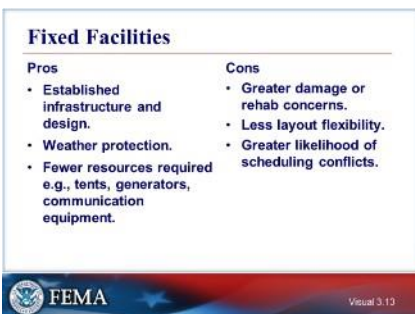 Fixed Facilities
Pros
• Established
infrastructure and
design.
• Weather protection.
• Fewer resources required
e.g., tents, generators,
communication
equipment.
Cons
• Greater damage or
rehab concerns.
• Less layout flexibility.
• Greater likelihood of
scheduling conflicts.
FEMA
Visual 3.13